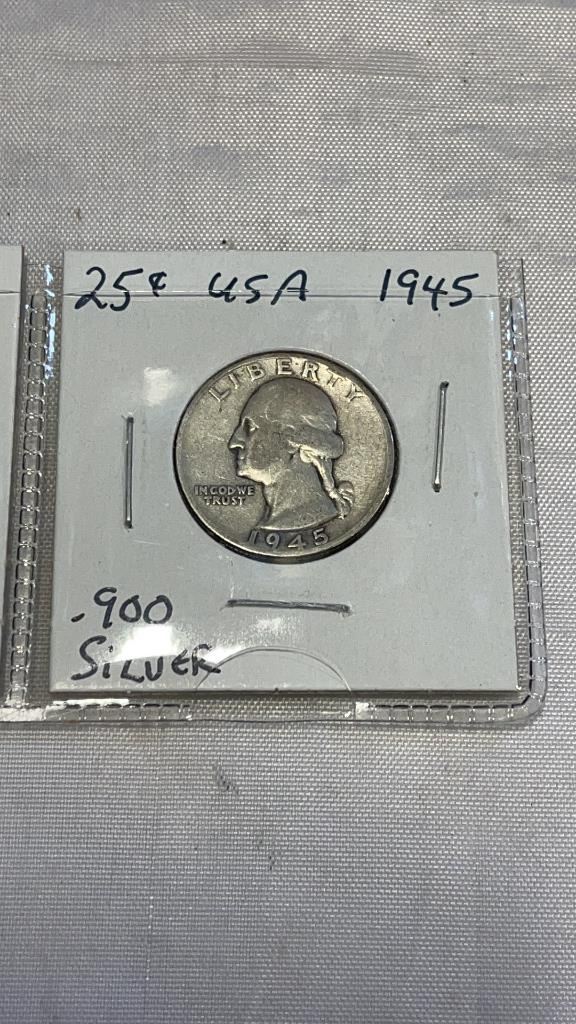 25¢ USA 1945
LIBERTY
IN GOD WE
TRUST
1945
.900
SILVER